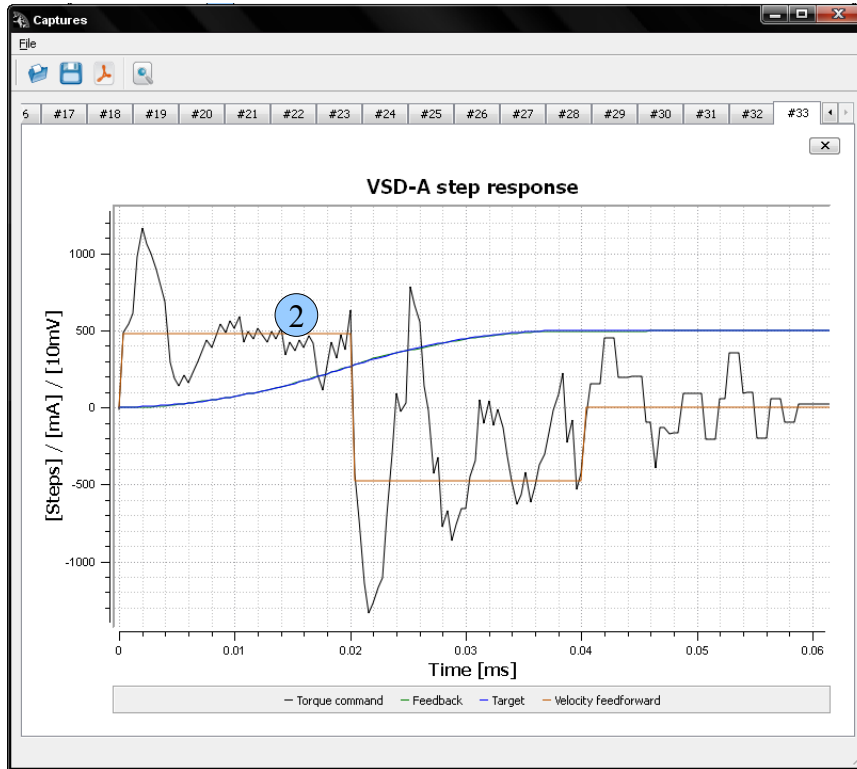 Captures
File
6 #17 #18 #19 #20 #21 #22 #23 #24 #25 #26 #27 #28 #29 #30 #31 #32 #33
VSD-A step response
[Steps] / [mA] / [10mV]
1000
500
0
-500
-1000
2
0 0.01 0.02 0.03 0.04 0.05 0.06
Time [ms]
Torque command Feedback Target Velocity feedforward